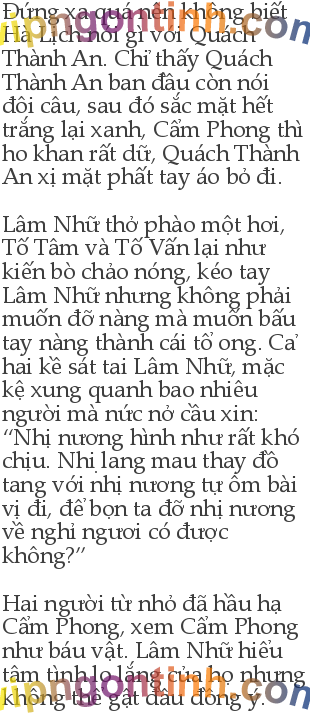 Đứng xa quá nên không biết
vipngontinh.com
Hà Lịch nói gì với Quách
Thành An. Chỉ thấy Quách
Thành An ban đầu còn nói
đôi câu, sau đó sắc mặt hết
trắng lại xanh, Cẩm Phong thì
ho khan rất dữ, Quách Thành
An xị mặt phất tay áo bỏ đi.
Lâm Nhữ thở phào một hơi,
Tố Tâm và Tố Vấn lại như
kiến bò chảo nóng, kéo tay
Lâm Nhữ nhưng không phải
muốn đỡ nàng mà muốn bấu
tay nàng thành cái tổ ong. Cả
hai kề sát tai Lâm Nhữ, mặc
kệ xung quanh bao nhiêu
người mà nức nở cầu xin:
“Nhị nương hình như rất khó
chịu. Nhị lang mau thay đồ
tang với nhị nương tự ôm bài
vị đi, để bọn ta đỡ nhị nương
về nghỉ ngươi có được
không?”
Hai người từ nhỏ đã hầu hạ
Cẩm Phong, xem Cẩm Phong
như báu vật. Lâm Nhữ hiểu
tâm tình lo lắng của họ nhưng
vipngontinh.com
không thể gật đầu đồng ý.